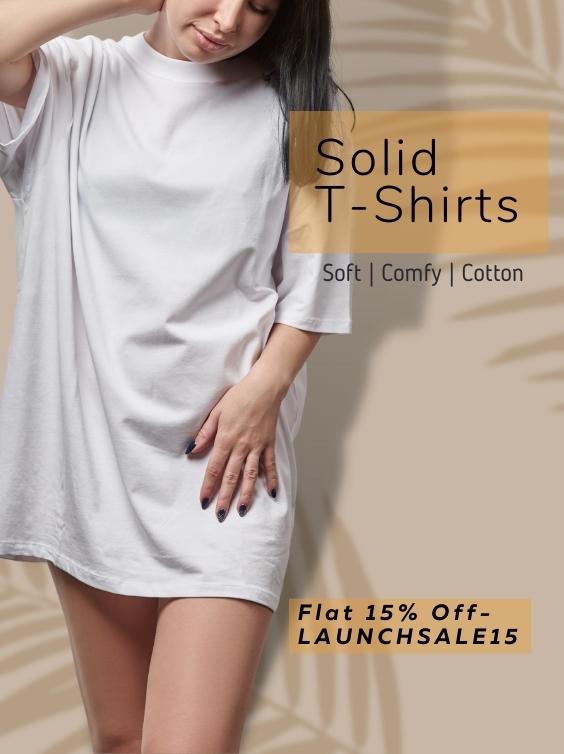 Solid
T-Shirts
Soft | Comfy | Cotton
Flat 15% Off-
LAUNCHSALE15